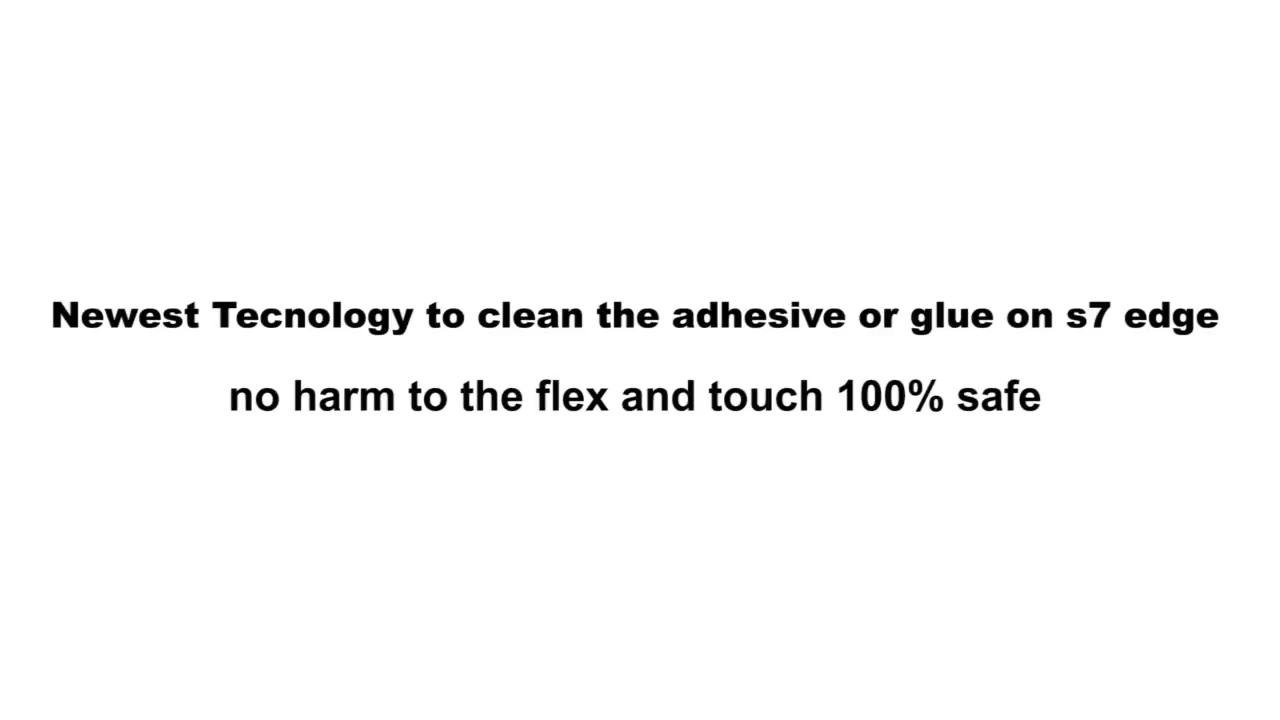 Newest Tecnology to clean the adhesive or glue on s7 edge
no harm to the flex and touch 100% safe